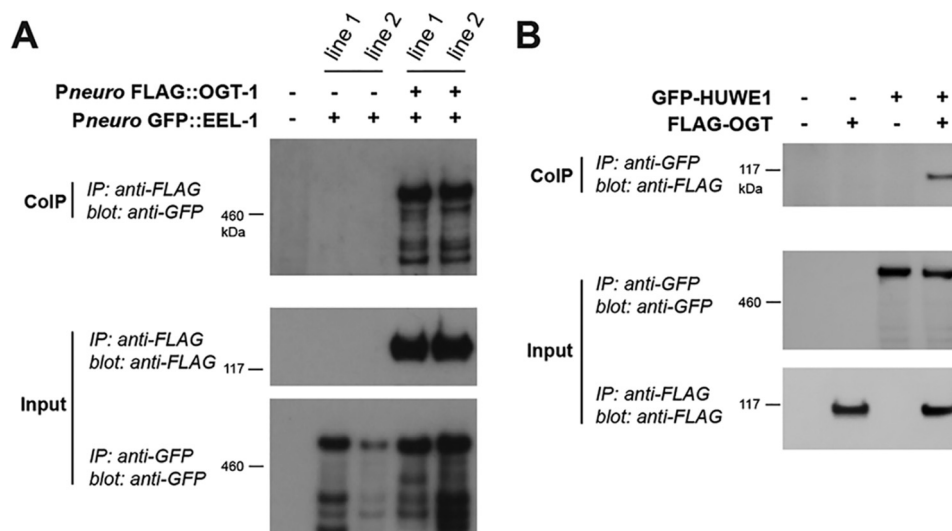 A
line 1 line 2 line 1 line 2
Pneuro FLAG::OGT-1 - + +
Pneuro GFP::EEL-1 - + + + +
CoIP
IP: anti-FLAG
blot: anti-GFP
460
kDa
Input
IP: anti-FLAG
blot: anti-FLAG
117
IP: anti-GFP
blot: anti-GFP
460
B
GFP-HUWE1 - - + +
FLAG-OGT - + - +
CoIP
IP: anti-GFP
blot: anti-FLAG
117
kDa
Input
IP: anti-GFP
blot: anti-GFP
460
IP: anti-FLAG
blot: anti-FLAG
117